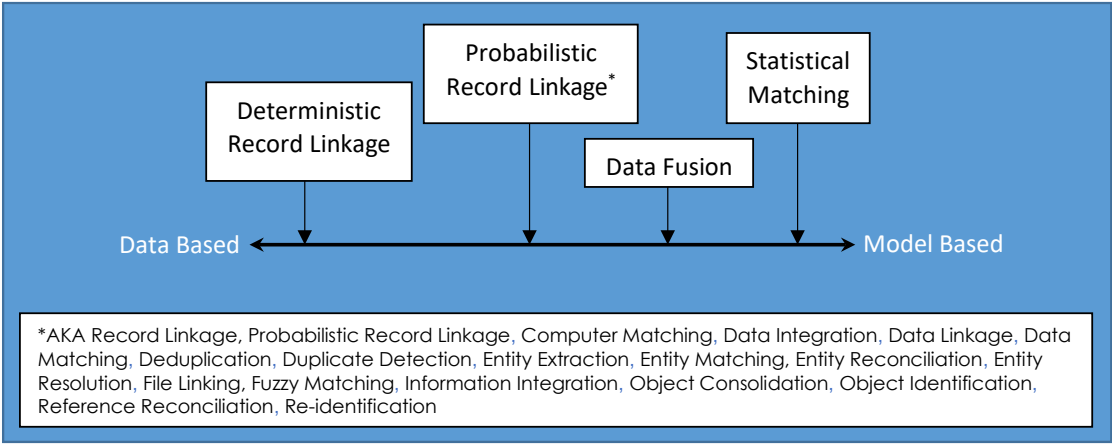 Probabilistic
Record Linkage*
Statistical
Matching
Deterministic
Record Linkage
Data Fusion
Data Based
Model Based
*AKA Record Linkage, Probabilistic Record Linkage, Computer Matching, Data Integration, Data Linkage, Data
Matching, Deduplication, Duplicate Detection, Entity Extraction, Entity Matching, Entity Reconciliation, Entity
Resolution, File Linking, Fuzzy Matching, Information Integration, Object Consolidation, Object Identification,
Reference Reconciliation, Re-identification